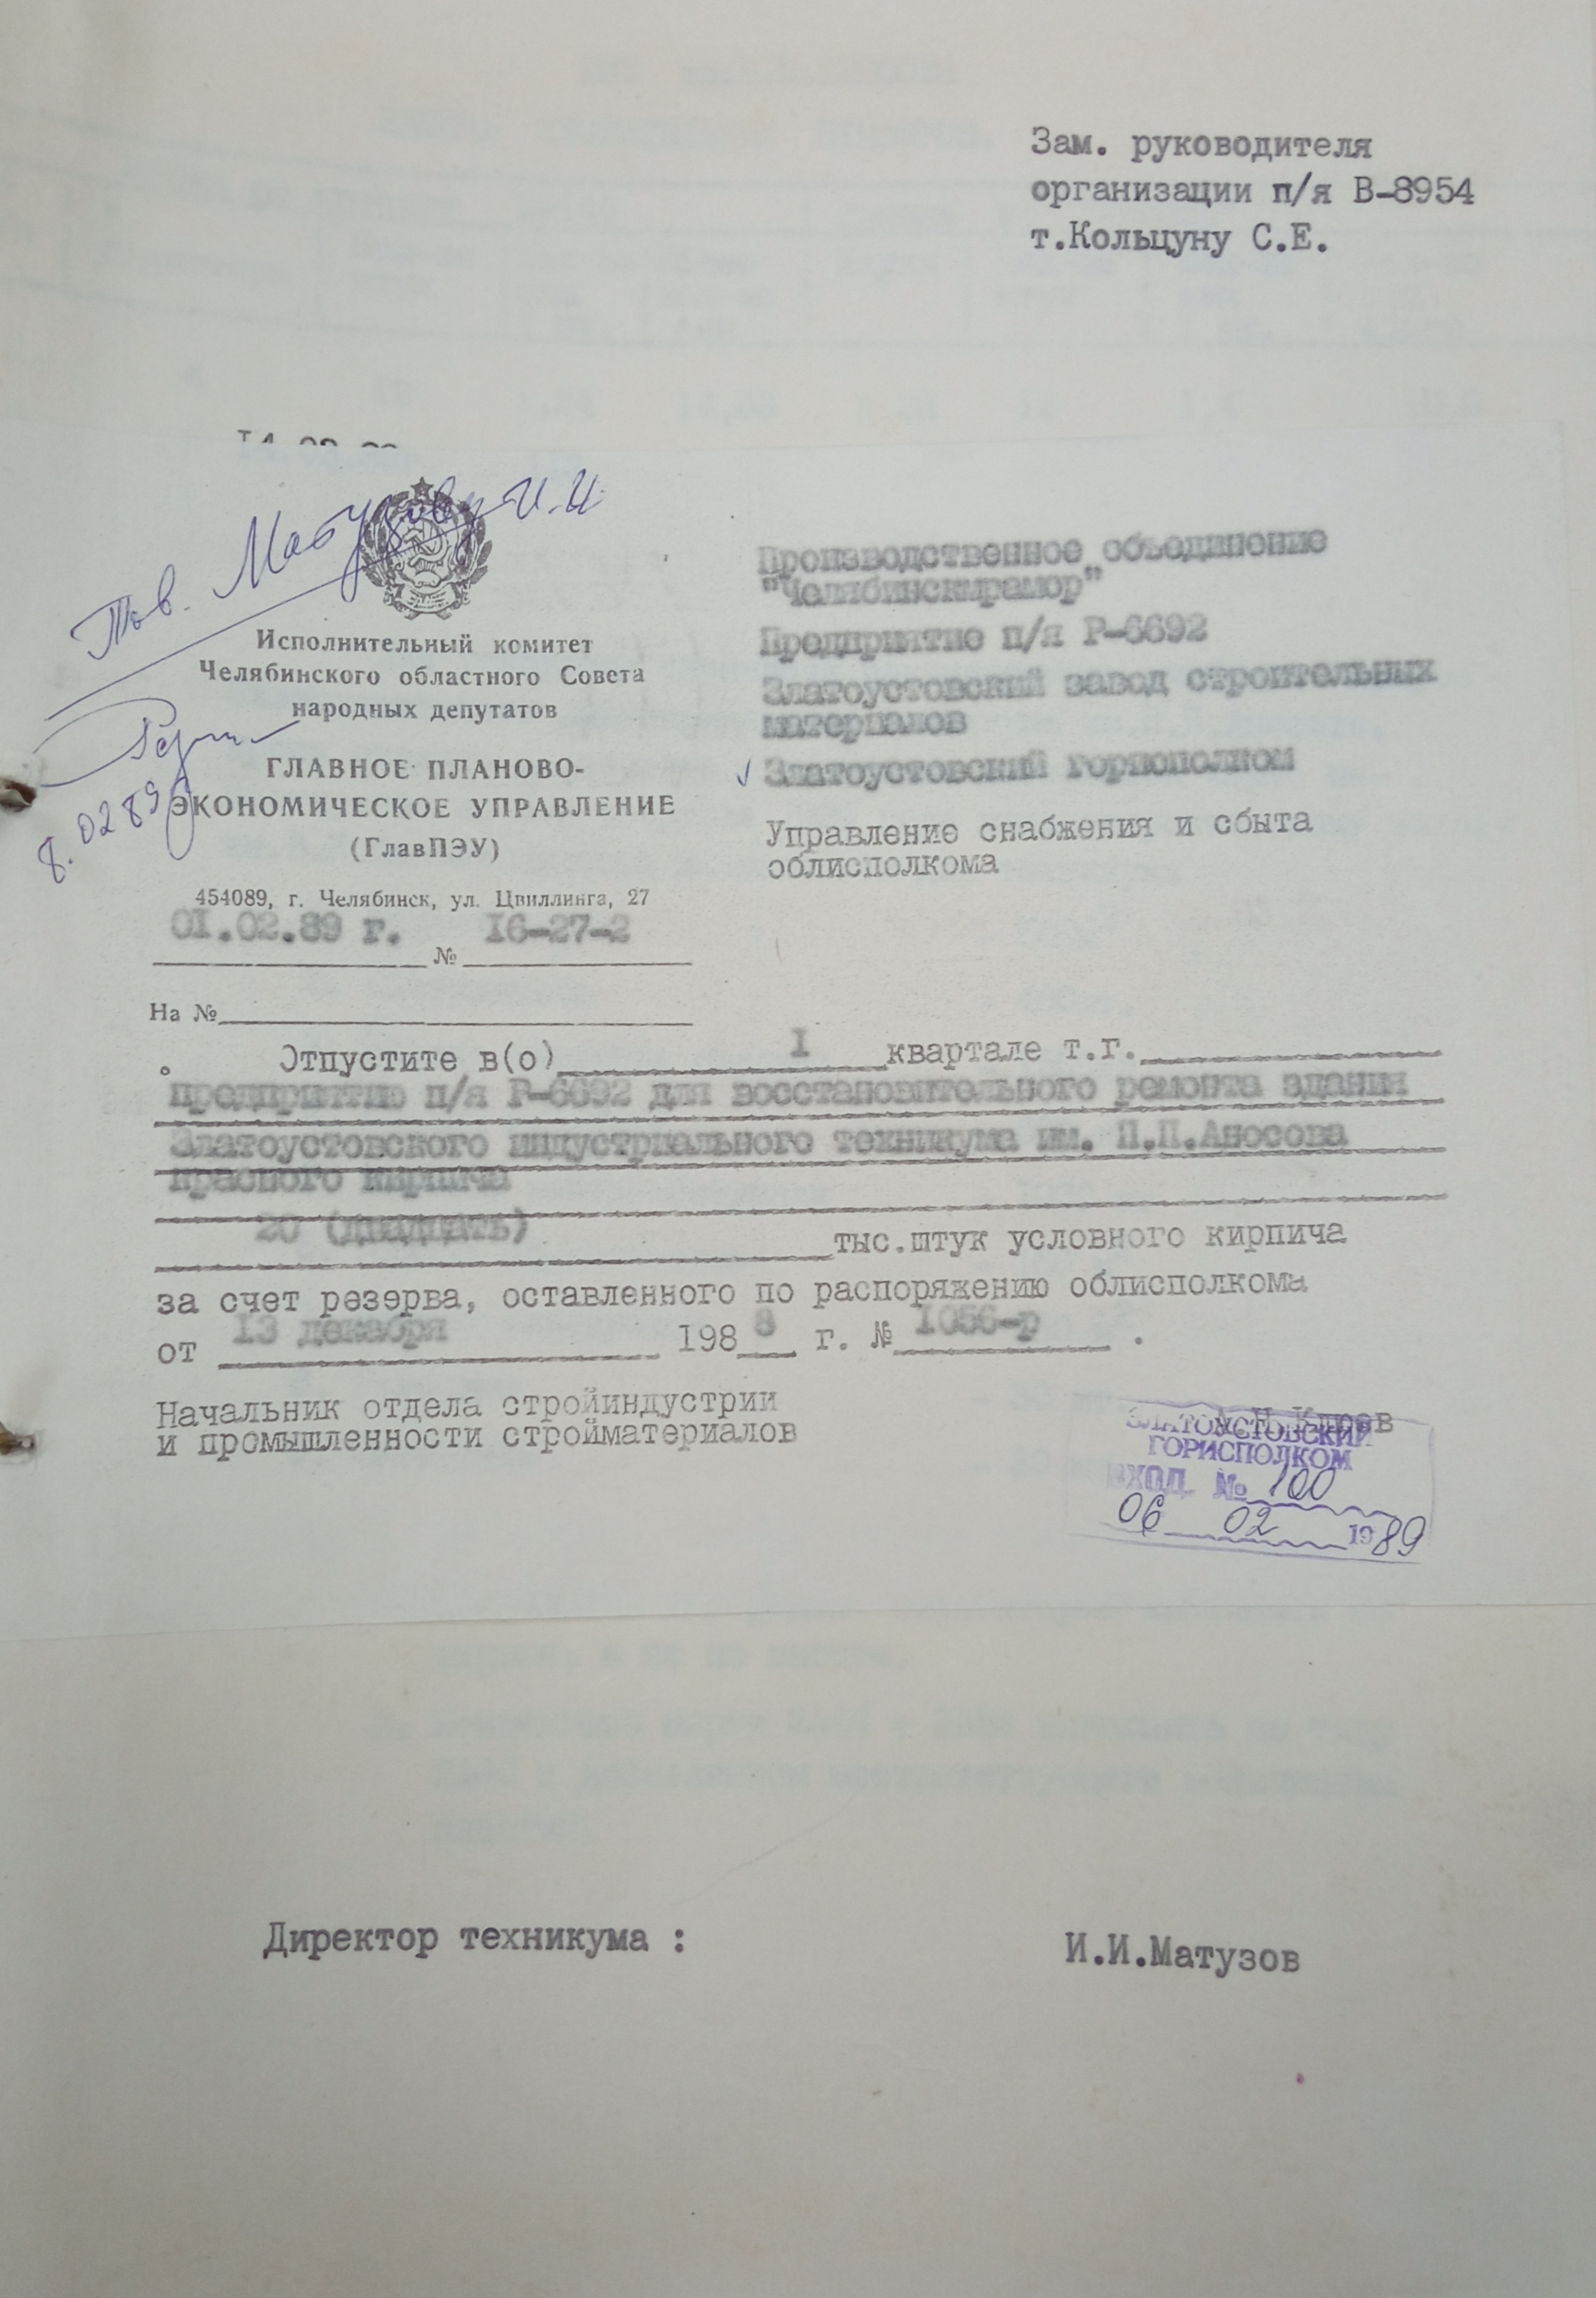 Зам. руководителя
организации п/я В-8954
т.Кольцуну С.Е.
Тов. Матузову И.И.
8.02 89
Исполнительный комитет
Челябинского областного Совета
народных депутатов
ГЛАВНОЕ ПЛАНОВО-
ЭКОНОМИЧЕСКОЕ УПРАВЛЕНИЕ
(ГлавПЭУ)
454089, г. Челябинск, ул. Цвиллинга, 27
01.02.89 г. № 16-27-2
На №
Производственное объединение
"Челябинскмрамор"
Предприятие п/я Р-6692
Златоустовский завод строительных
материалов
Златоустовский горисполком
Управление снабжения и сбыта
облисполкома
Отпустите в(о) I квартале т.г.
предприятию п/я Р-6692 для восстановительного ремонта здания
Златоустовского индустриального техникума им. П.П.Аносова
красного кирпича
20 (двадцать) тыс.штук условного кирпича
за счет резерва, оставленного по распоряжению облисполкома
от 13 декабря 1988 г. № 1056-р .
Начальник отдела стройиндустрии
и промышленности стройматериалов
ЗЛАТОУСТОВСКИЙ
ГОРИСПОЛКОМ
ВХОД. № 100
06 02 1989
Директор техникума : И.И.Матузов